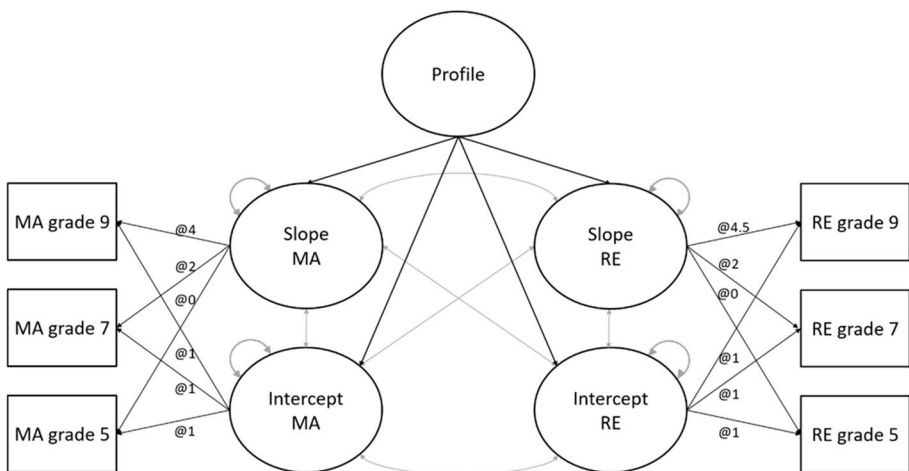 Profile
MA grade 9
@4
Slope
MA
Slope
RE
@4.5
RE grade 9
@2
@2
@0
@0
MA grade 7
RE grade 7
@1
@1
@1
@1
Intercept
MA
Intercept
RE
MA grade 5
@1
@1
RE grade 5